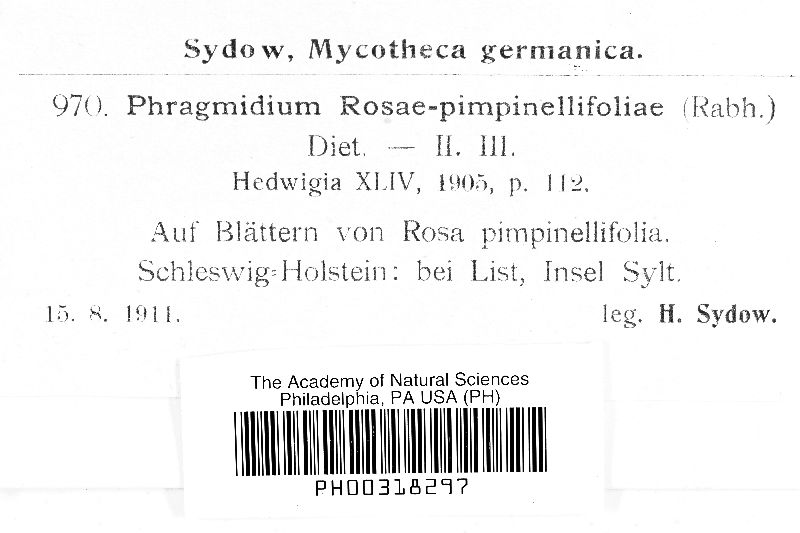 Sydow, Mycotheca germanica.
970. Phragmidium Rosae-pimpinellifoliae (Rabh.)
Diet. — II. III.
Hedwigia XLIV, 1905, p. 112.
Auf Blättern von Rosa pimpinellifolia.
Schleswig-Holstein: bei List, Insel Sylt.
15. 8. 1911. leg. H. Sydow.
The Academy of Natural Sciences
Philadelphia, PA USA (PH)
PH00318297